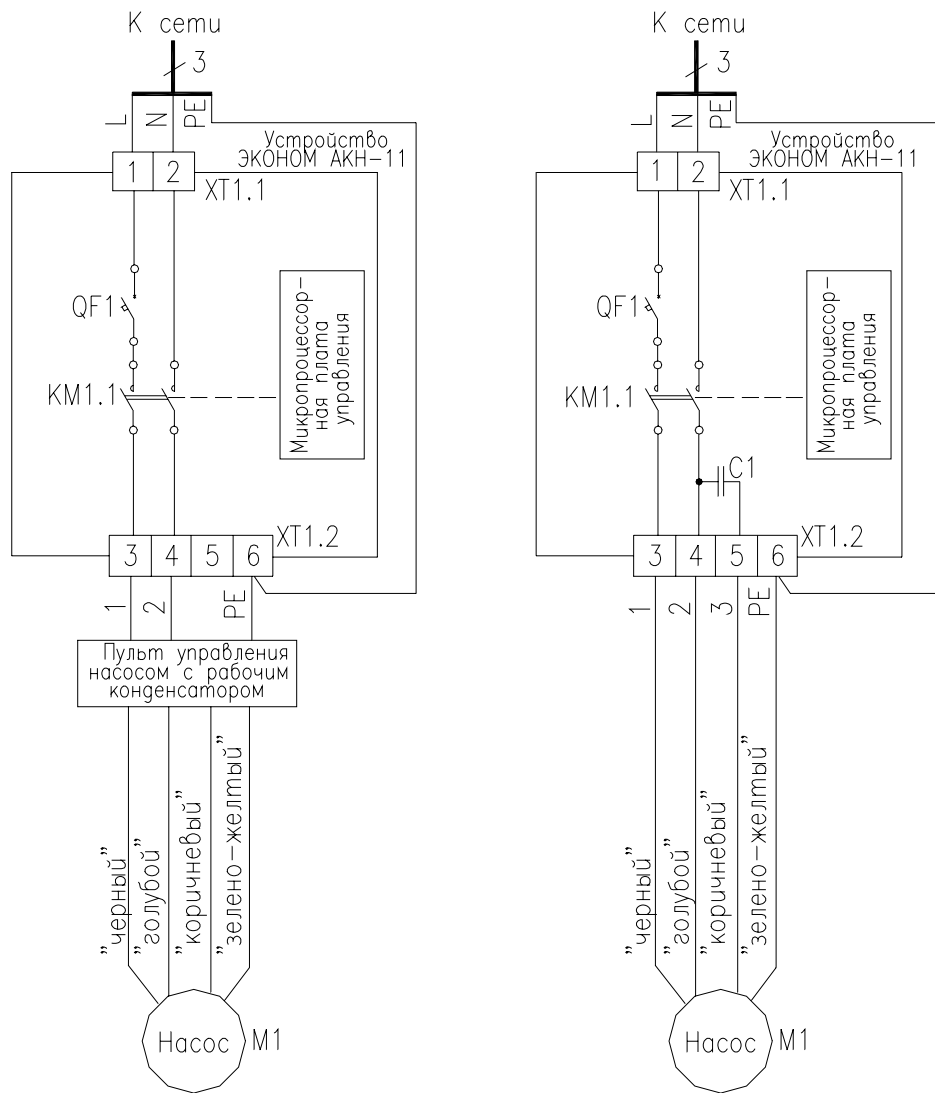 К сети
3
L
N
PE
Устройство
ЭКОНОМ АКН-11
1 2
XT1.1
QF1
KM1.1
Микропроцессор-
ная плата
управления
3 4 5 6
XT1.2
1
2
PE
Пульт управления
насосом с рабочим
конденсатором
"черный"
"голубой"
"коричневый"
"зелено-желтый"
Насос
M1
К сети
3
L
N
PE
Устройство
ЭКОНОМ АКН-11
1 2
XT1.1
QF1
KM1.1
Микропроцессор-
ная плата
управления
C1
3 4 5 6
XT1.2
1
2
3
PE
"черный"
"голубой"
"коричневый"
"зелено-желтый"
Насос
M1